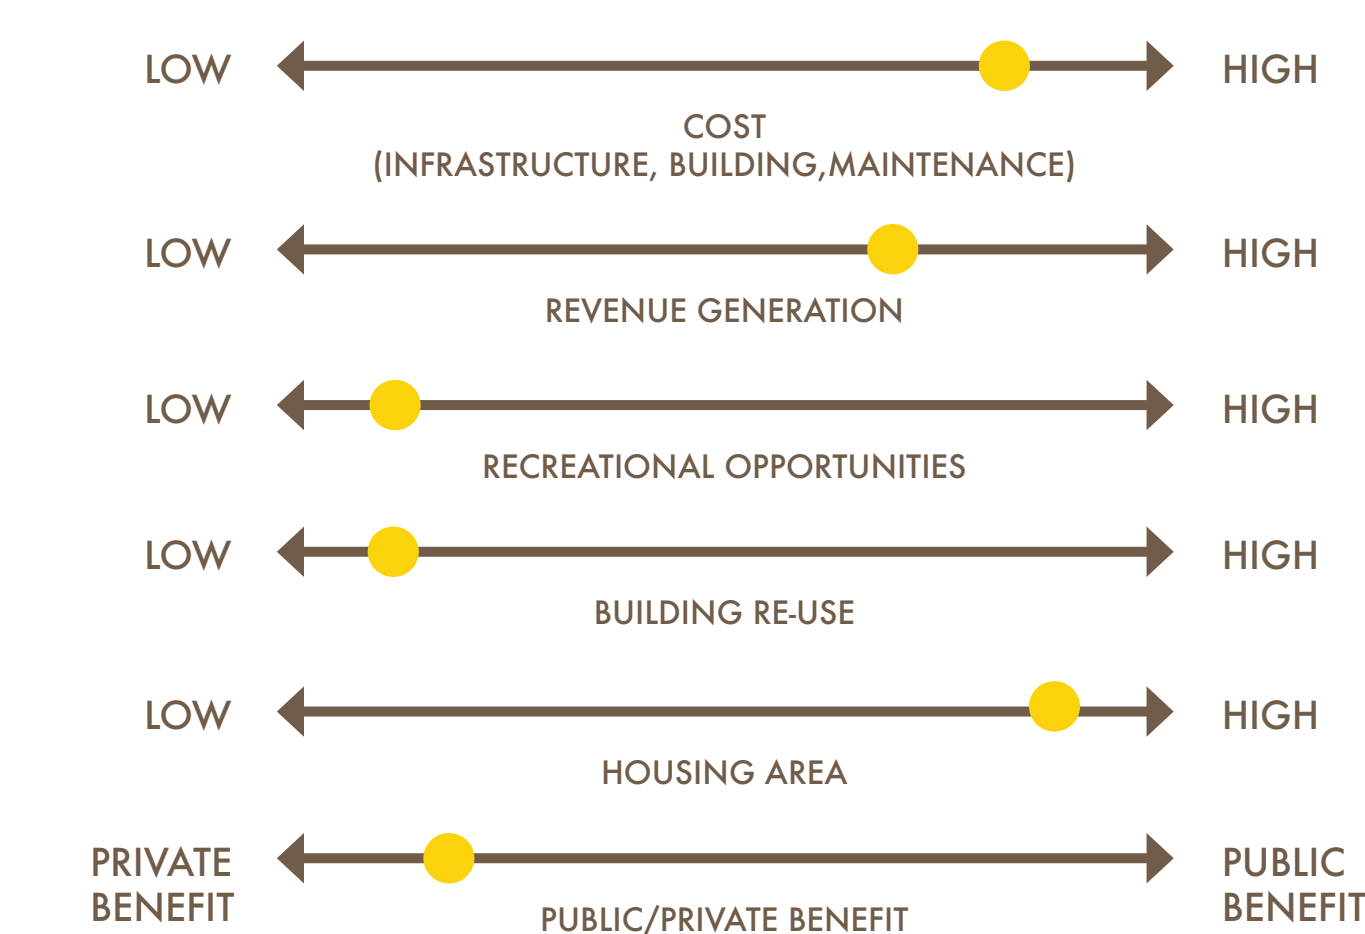 LOW HIGH
COST
(INFRASTRUCTURE, BUILDING,MAINTENANCE)
LOW HIGH
REVENUE GENERATION
LOW HIGH
RECREATIONAL OPPORTUNITIES
LOW HIGH
BUILDING RE-USE
LOW HIGH
HOUSING AREA
PRIVATE PUBLIC
BENEFIT BENEFIT
PUBLIC/PRIVATE BENEFIT